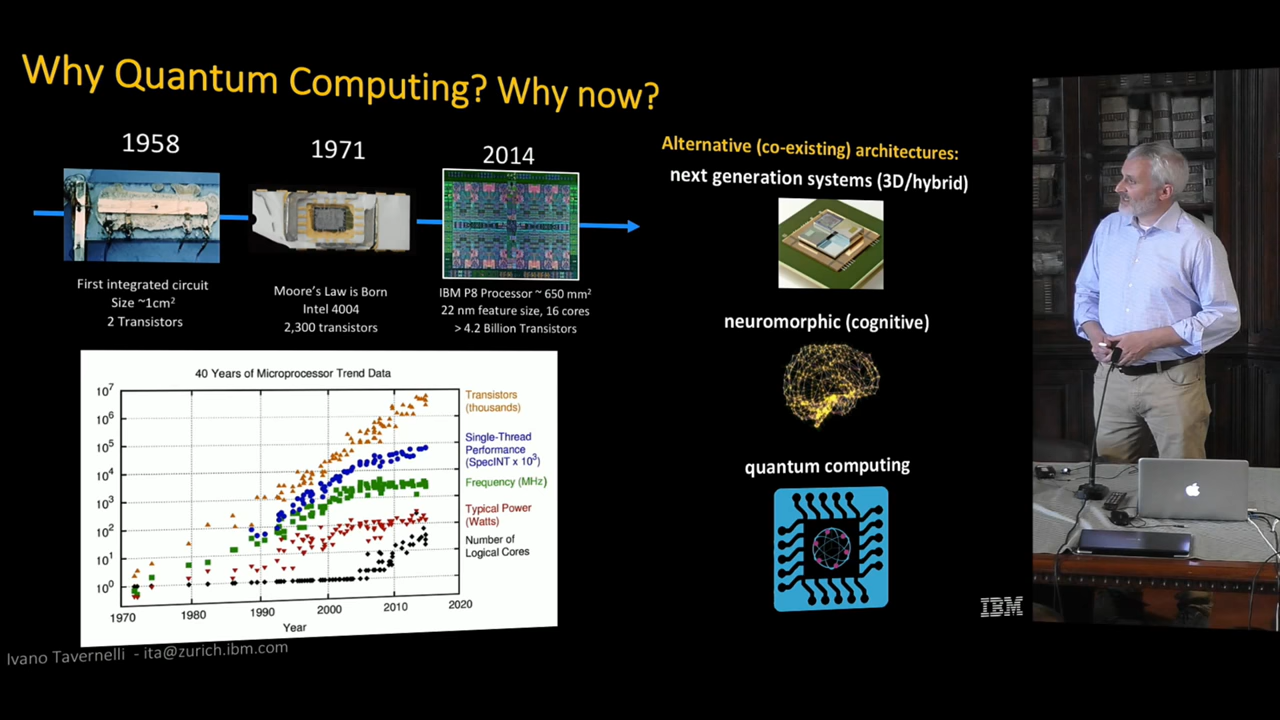 Why Quantum Computing? Why now?
1958
1971
2014
First integrated circuit
Size ~1cm²
2 Transistors
Moore's Law is Born
Intel 4004
2,300 transistors
IBM P8 Processor ~ 650 mm²
22 nm feature size, 16 cores
> 4.2 Billion Transistors
Alternative (co-existing) architectures:
next generation systems (3D/hybrid)
neuromorphic (cognitive)
quantum computing
40 Years of Microprocessor Trend Data
10⁷
10⁶
10⁵
10⁴
10³
10²
10¹
10⁰
1970
1980
1990
2000
2010
2020
Year
Transistors
(thousands)
Single-Thread
Performance
(SpecINT x 10³)
Frequency (MHz)
Typical Power
(Watts)
Number of
Logical Cores
IBM
Ivano Tavernelli - ita@zurich.ibm.com